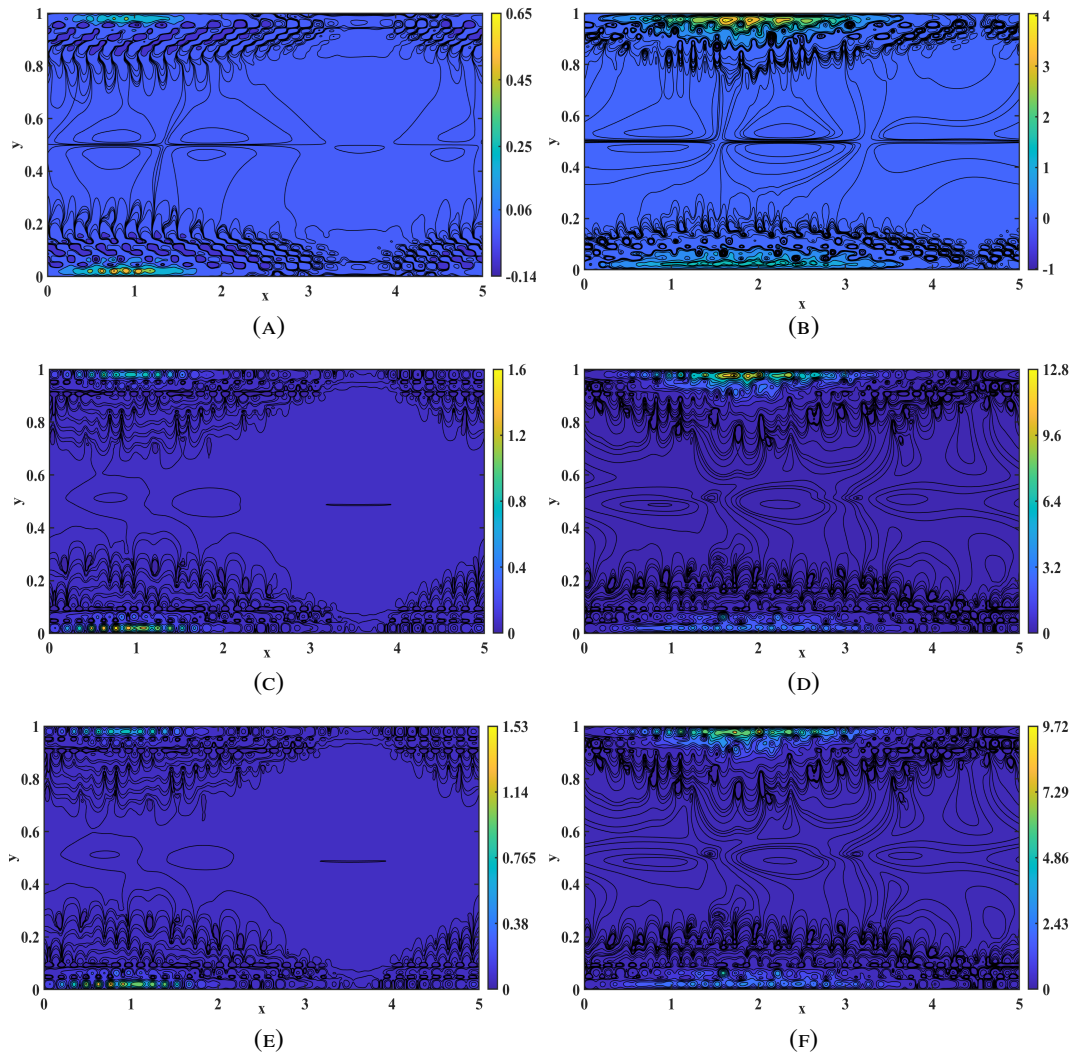 1
0.8
0.6
y
0.4
0.2
0
0 1 2 3 4 5
x
0.65
0.45
0.25
0.06
-0.14
(A)
1
0.8
0.6
y
0.4
0.2
0
0 1 2 3 4 5
x
4
3
2
1
0
-1
(B)
1
0.8
0.6
y
0.4
0.2
0
0 1 2 3 4 5
x
1.6
1.2
0.8
0.4
0
(C)
1
0.8
0.6
y
0.4
0.2
0
0 1 2 3 4 5
x
12.8
9.6
6.4
3.2
0
(D)
1
0.8
0.6
y
0.4
0.2
0
0 1 2 3 4 5
x
1.53
1.14
0.765
0.38
0
(E)
1
0.8
0.6
y
0.4
0.2
0
0 1 2 3 4 5
x
9.72
7.29
4.86
2.43
0
(F)